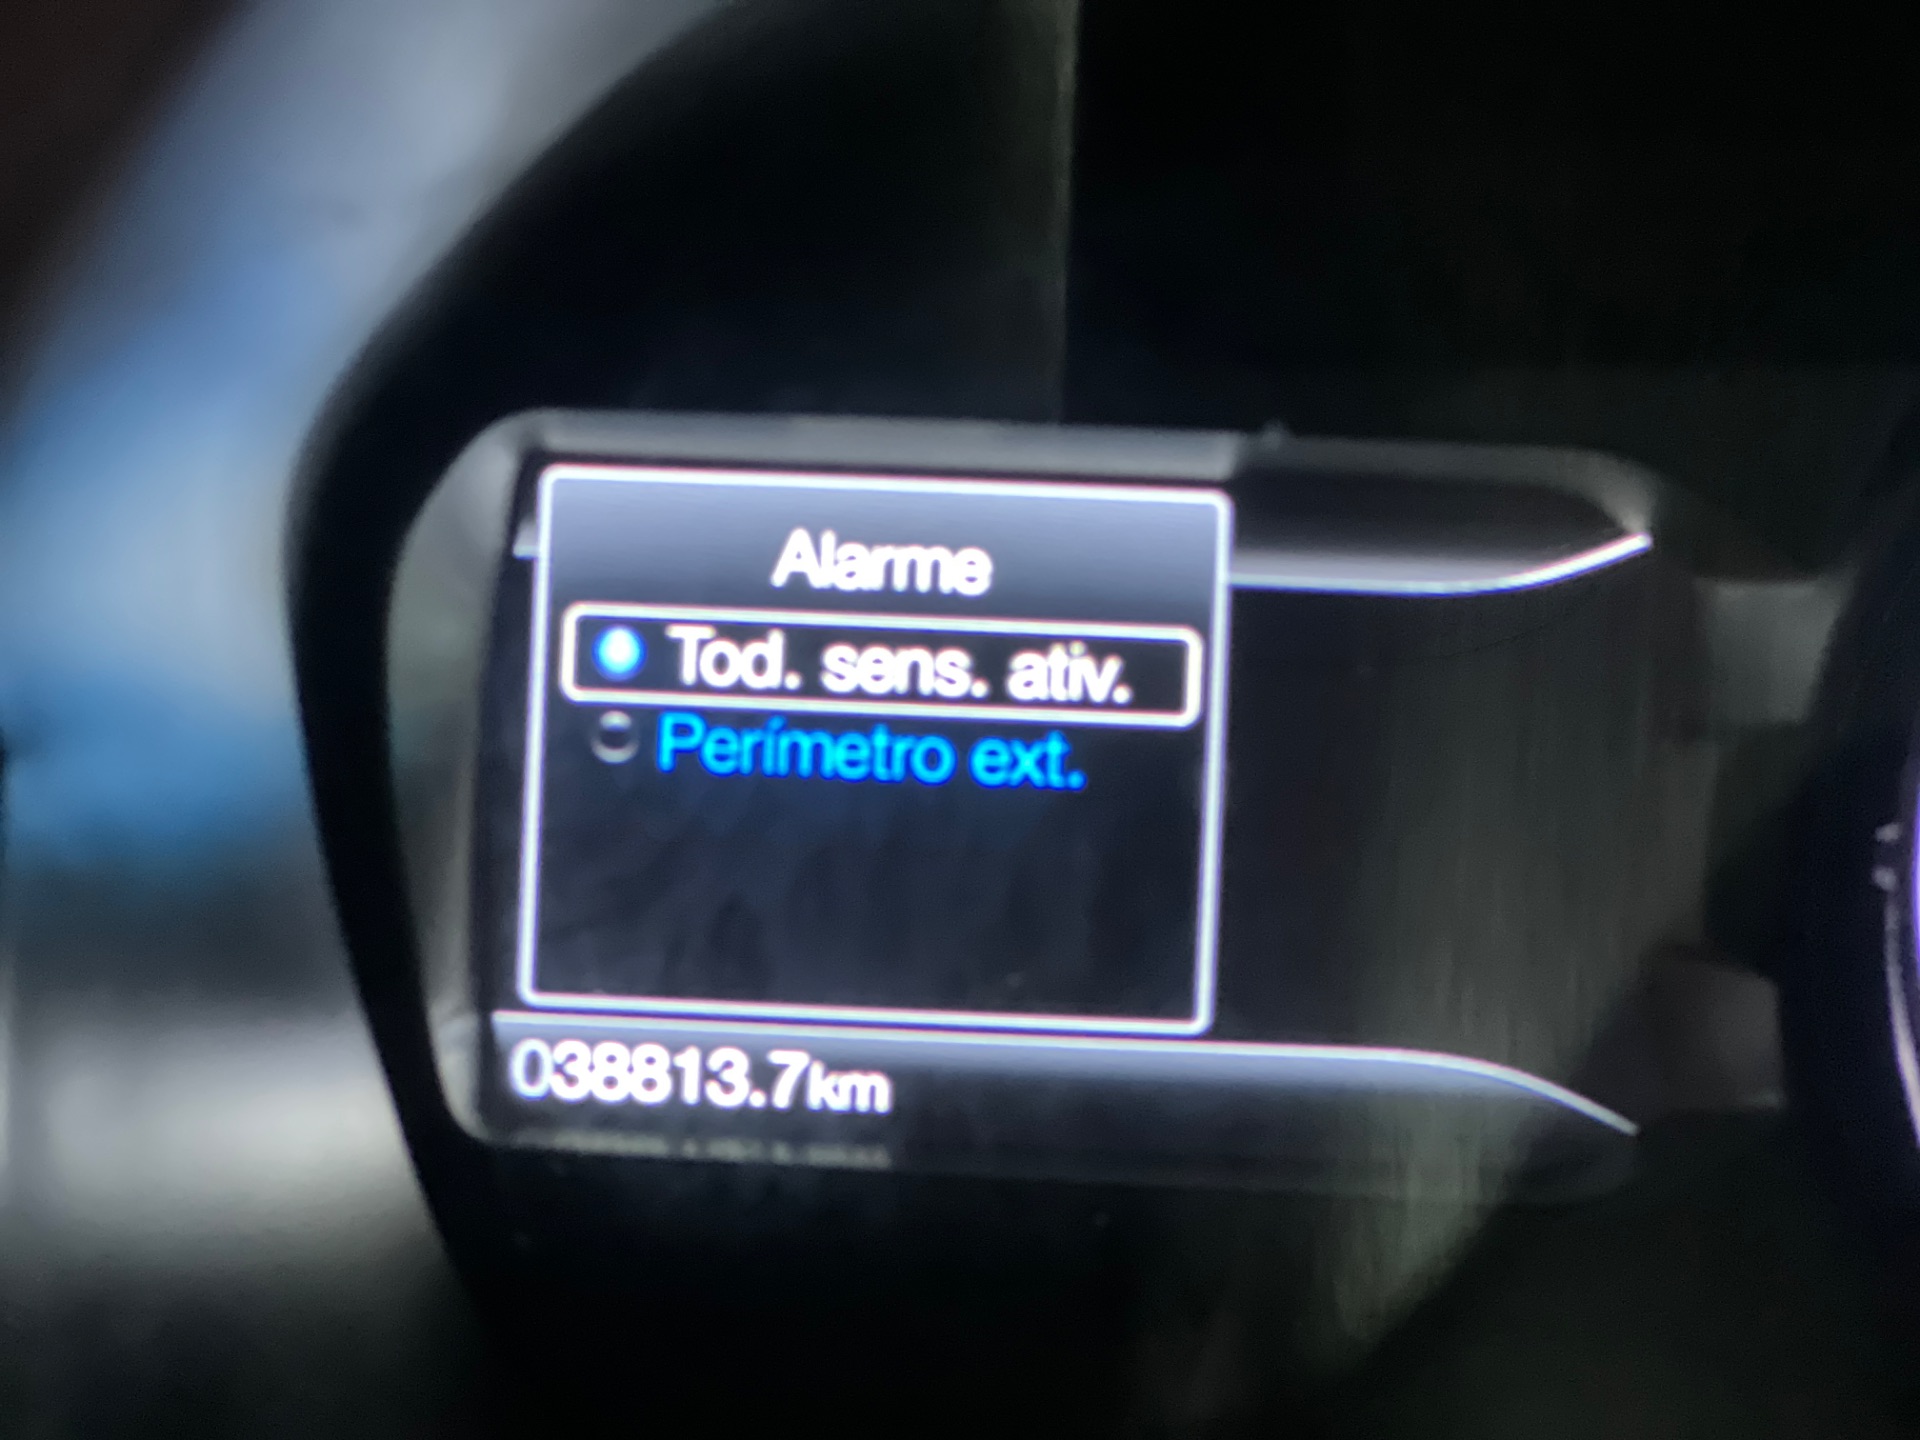 Alarme
Tod. sens. ativ.
Perímetro ext.
038813.7km